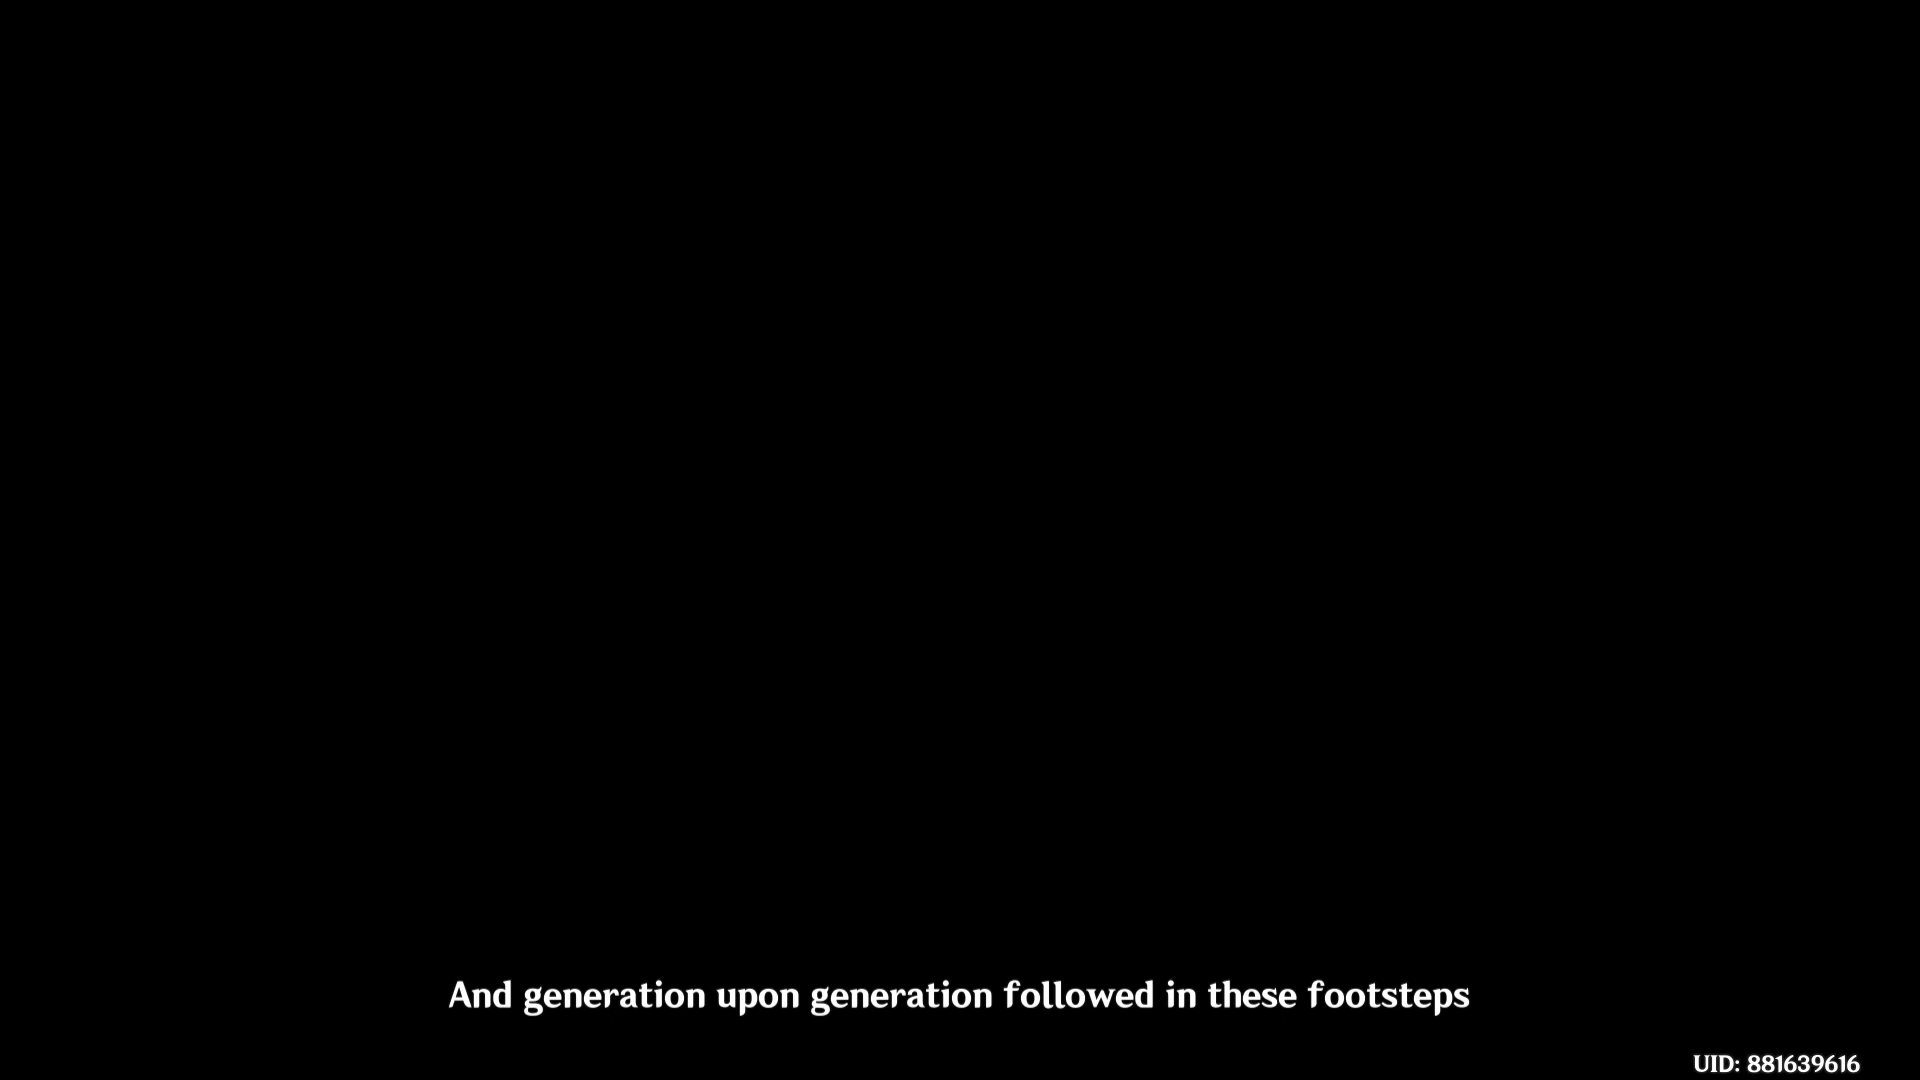 And generation upon generation followed in these footsteps
UID: 881639616